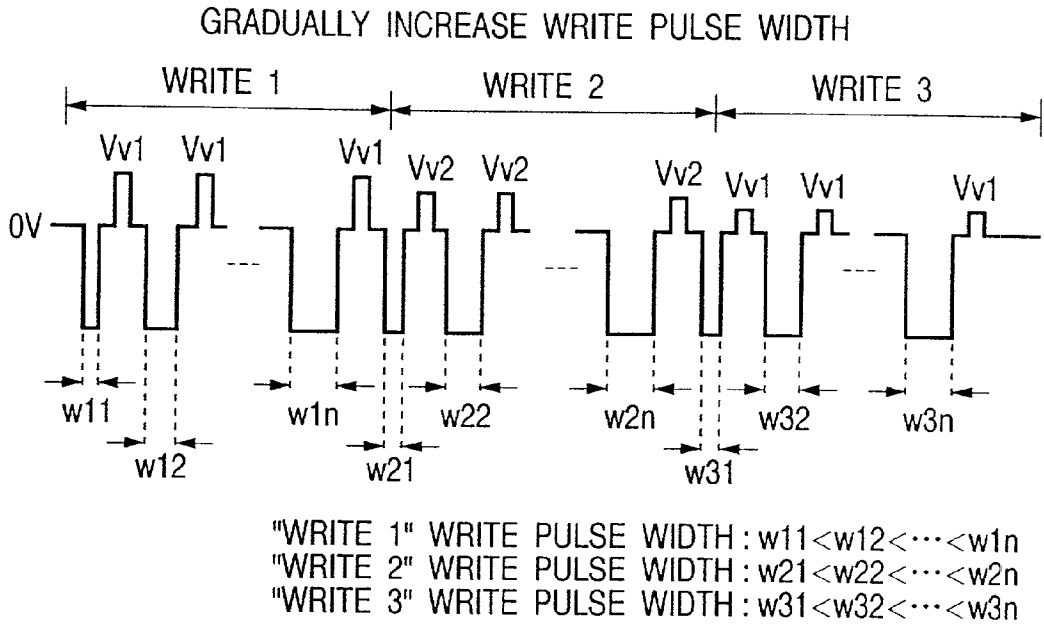 GRADUALLY INCREASE WRITE PULSE WIDTH
WRITE 1 WRITE 2 WRITE 3
Vv1 Vv1 Vv1 Vv2 Vv2 Vv2 Vv1 Vv1 Vv1
0V
w11 w1n w22 w2n w32 w3n
w12 w21 w31
"WRITE 1" WRITE PULSE WIDTH : w11<w12<···<w1n
"WRITE 2" WRITE PULSE WIDTH : w21<w22<···<w2n
"WRITE 3" WRITE PULSE WIDTH : w31<w32<···<w3n